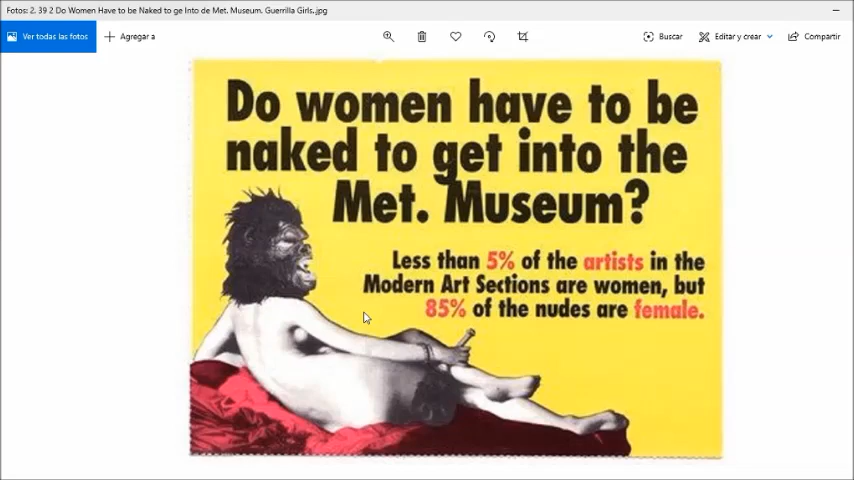 Fotos: 2. 39 2 Do Women Have to be Naked to ge Into de Met. Museum. Guerrilla Girls..jpg
Ver todas las fotos
Agregar a
Buscar
Editar y crear
Compartir
Do women have to be
naked to get into the
Met. Museum?
Less than 5% of the artists in the
Modern Art Sections are women, but
85% of the nudes are female.